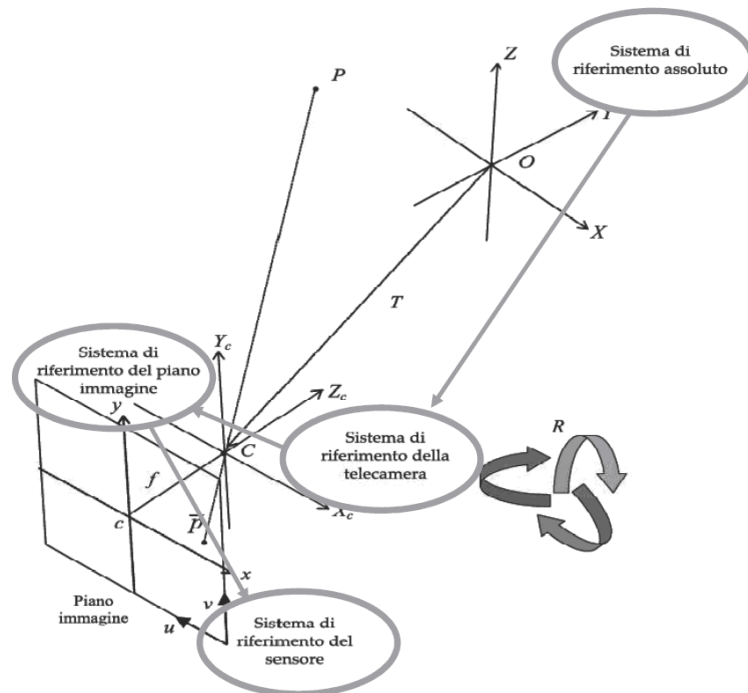 Sistema di
riferimento assoluto
Z
P
Y
O
X
T
Y_c
Sistema di
riferimento del piano
immagine
y
Z_c
Sistema di
riferimento della
telecamera
R
C
f
X_c
c
p̅
x
Piano
immagine
v
u
Sistema di
riferimento del
sensore